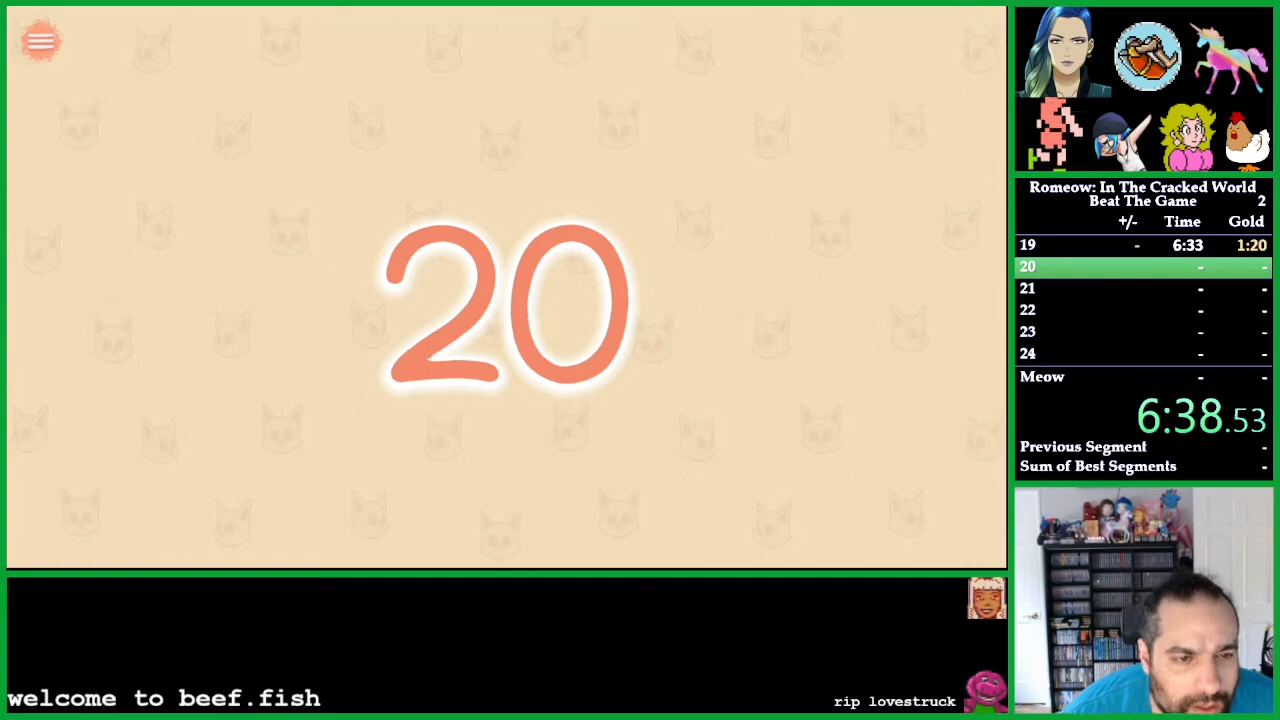 20
Romeow: In The Cracked World
Beat The Game 2
+/- Time Gold
19 - 6:33 1:20
20 - -
21 - -
22 - -
23 - -
24 - -
Meow - -
6:38.53
Previous Segment -
Sum of Best Segments -
welcome to beef.fish
rip lovestruck